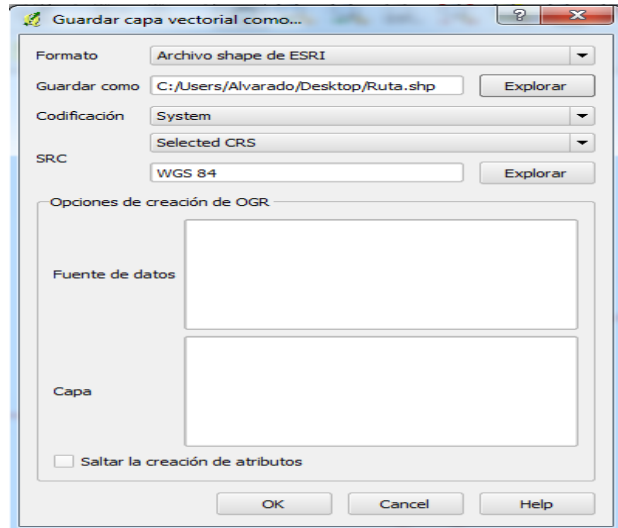 Guardar capa vectorial como...
Formato Archivo shape de ESRI
Guardar como C:/Users/Alvarado/Desktop/Ruta.shp Explorar
Codificación System
Selected CRS
SRC
WGS 84 Explorar
Opciones de creación de OGR
Fuente de datos
Capa
Saltar la creación de atributos
OK Cancel Help